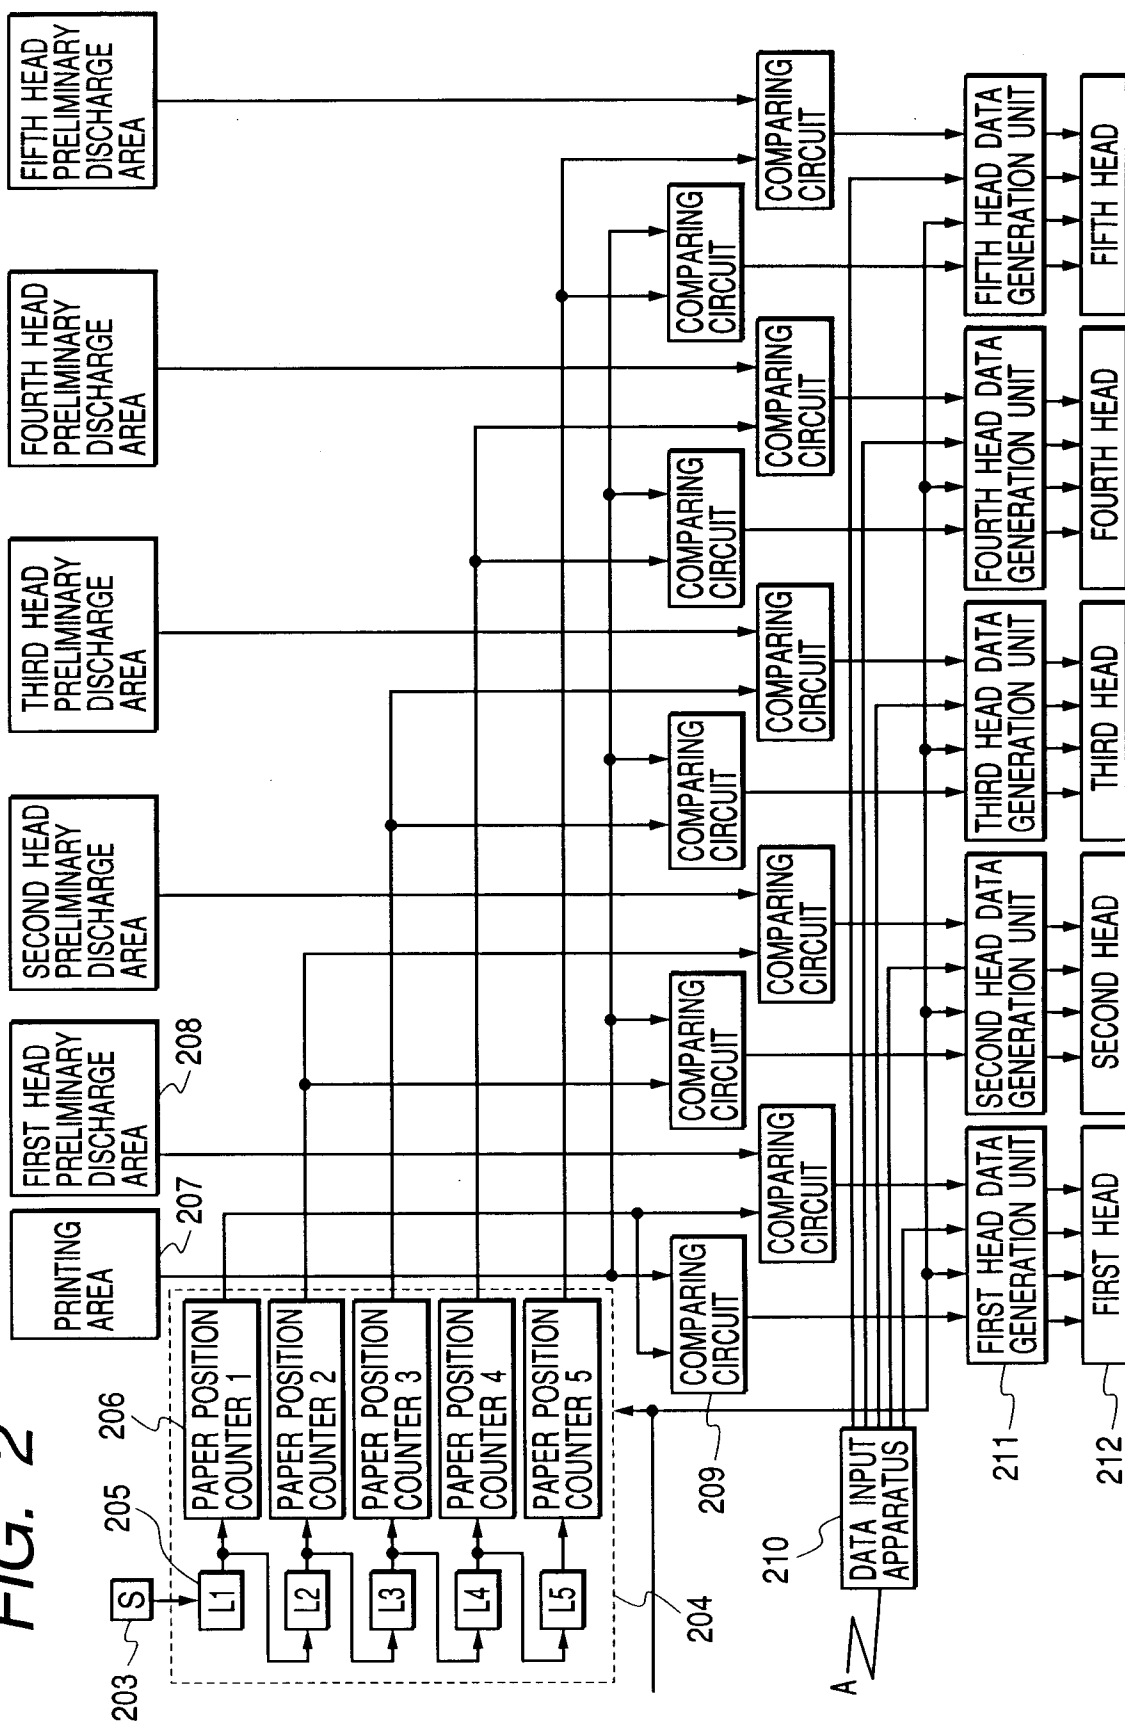 FIG. 2
203
S
205
L1
L2
L3
L4
L5
204
206
PAPER POSITION
COUNTER 1
PAPER POSITION
COUNTER 2
PAPER POSITION
COUNTER 3
PAPER POSITION
COUNTER 4
PAPER POSITION
COUNTER 5
PRINTING
AREA
207
FIRST HEAD
PRELIMINARY
DISCHARGE
AREA
208
SECOND HEAD
PRELIMINARY
DISCHARGE
AREA
THIRD HEAD
PRELIMINARY
DISCHARGE
AREA
FOURTH HEAD
PRELIMINARY
DISCHARGE
AREA
FIFTH HEAD
PRELIMINARY
DISCHARGE
AREA
209
COMPARING
CIRCUIT
COMPARING
CIRCUIT
COMPARING
CIRCUIT
COMPARING
CIRCUIT
COMPARING
CIRCUIT
COMPARING
CIRCUIT
COMPARING
CIRCUIT
COMPARING
CIRCUIT
COMPARING
CIRCUIT
COMPARING
CIRCUIT
A
210
DATA INPUT
APPARATUS
211
FIRST HEAD DATA
GENERATION UNIT
SECOND HEAD DATA
GENERATION UNIT
THIRD HEAD DATA
GENERATION UNIT
FOURTH HEAD DATA
GENERATION UNIT
FIFTH HEAD DATA
GENERATION UNIT
212
FIRST HEAD
SECOND HEAD
THIRD HEAD
FOURTH HEAD
FIFTH HEAD